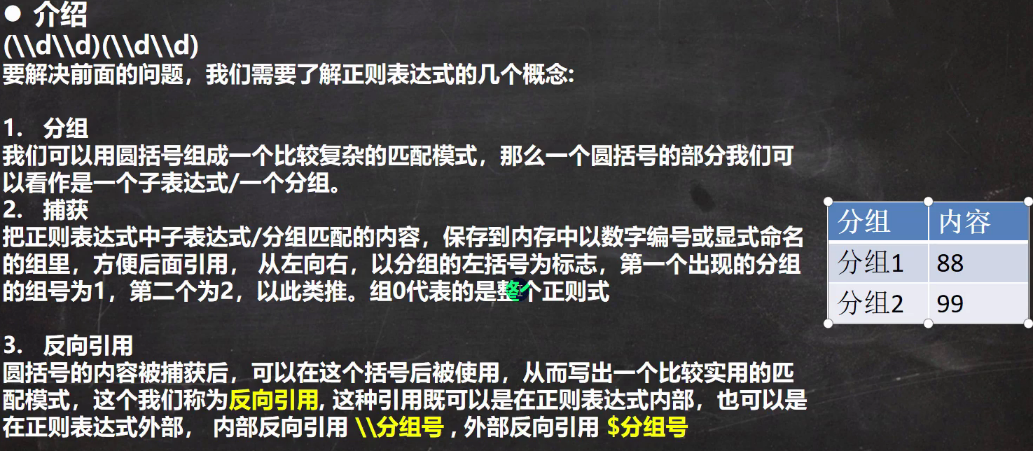 ● 介绍
(\\d\\d)(\\d\\d)
要解决前面的问题，我们需要了解正则表达式的几个概念:
1. 分组
我们可以用圆括号组成一个比较复杂的匹配模式，那么一个圆括号的部分我们可
以看作是一个子表达式/一个分组。
2. 捕获
把正则表达式中子表达式/分组匹配的内容，保存到内存中以数字编号或显式命名
的组里，方便后面引用， 从左向右，以分组的左括号为标志，第一个出现的分组
的组号为1，第二个为2，以此类推。组0代表的是整个正则式
3. 反向引用
圆括号的内容被捕获后，可以在这个括号后被使用，从而写出一个比较实用的匹
配模式，这个我们称为反向引用, 这种引用既可以是在正则表达式内部，也可以是
在正则表达式外部， 内部反向引用 \\分组号 , 外部反向引用 $分组号
分组 内容
分组1 88
分组2 99